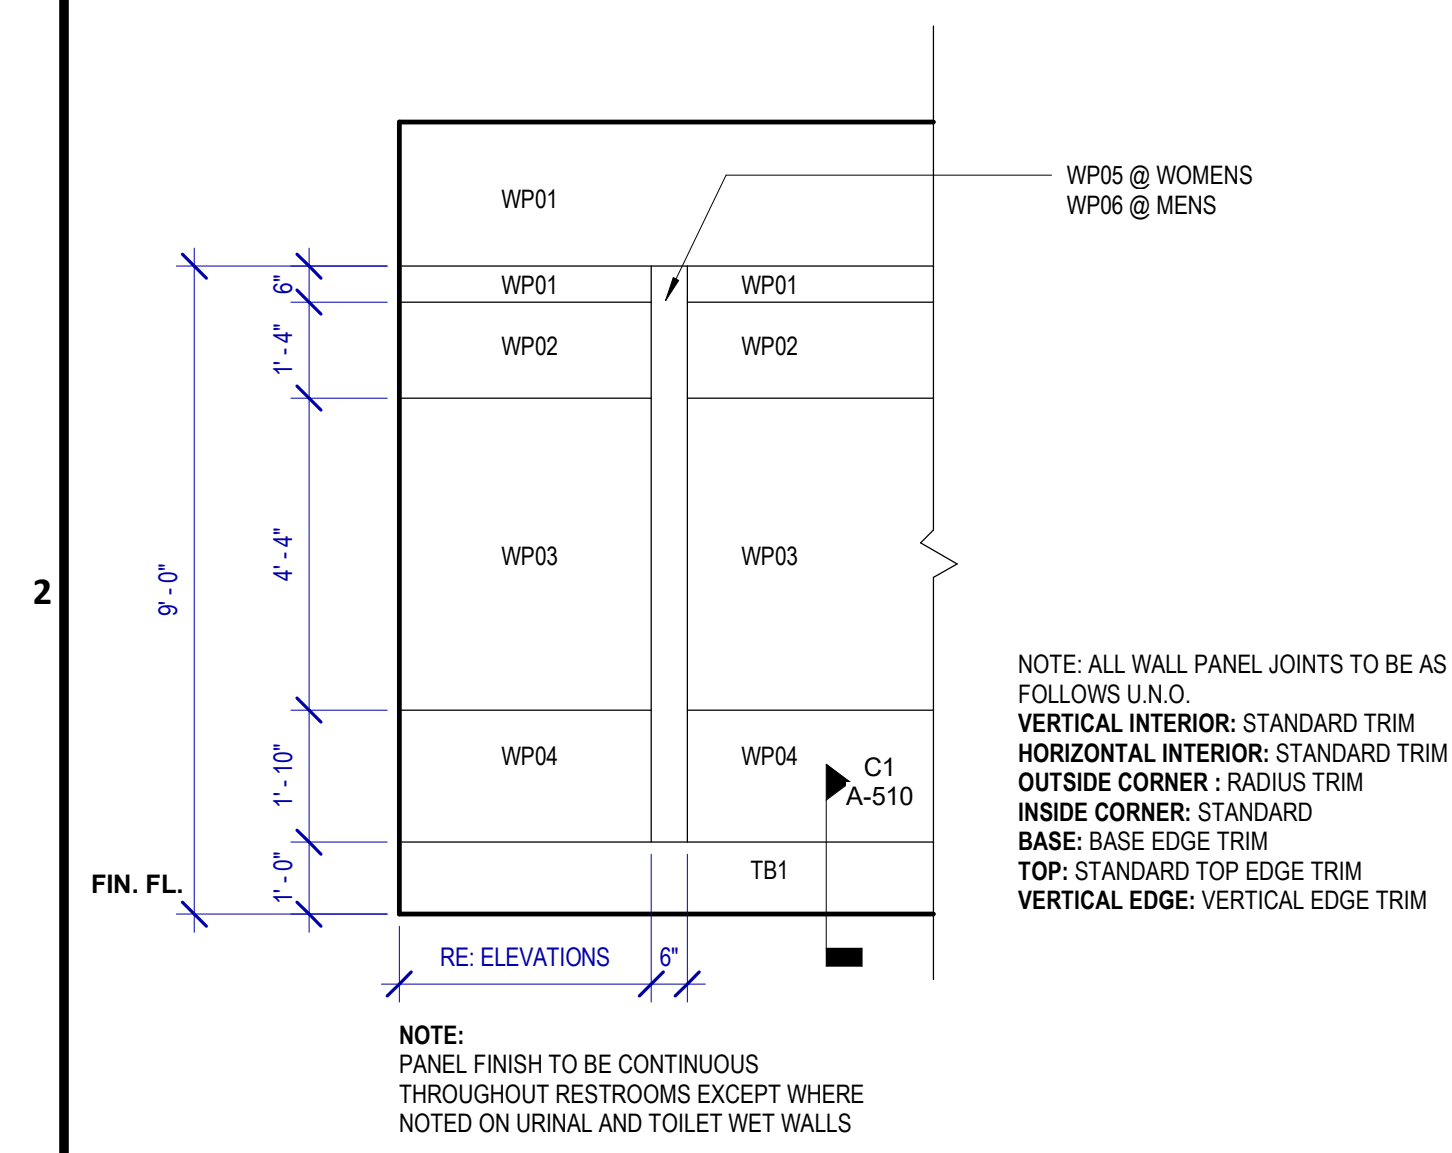 WP01
WP05 @ WOMENS
WP06 @ MENS
6"
WP01
WP01
1' - 4"
WP02
WP02
9' - 0"
4' - 4"
WP03
WP03
2
1' - 10"
WP04
WP04
C1
A-510
1' - 0"
TB1
FIN. FL.
RE: ELEVATIONS
6"
NOTE: ALL WALL PANEL JOINTS TO BE AS
FOLLOWS U.N.O.
VERTICAL INTERIOR: STANDARD TRIM
HORIZONTAL INTERIOR: STANDARD TRIM
OUTSIDE CORNER : RADIUS TRIM
INSIDE CORNER: STANDARD
BASE: BASE EDGE TRIM
TOP: STANDARD TOP EDGE TRIM
VERTICAL EDGE: VERTICAL EDGE TRIM
NOTE:
PANEL FINISH TO BE CONTINUOUS
THROUGHOUT RESTROOMS EXCEPT WHERE
NOTED ON URINAL AND TOILET WET WALLS